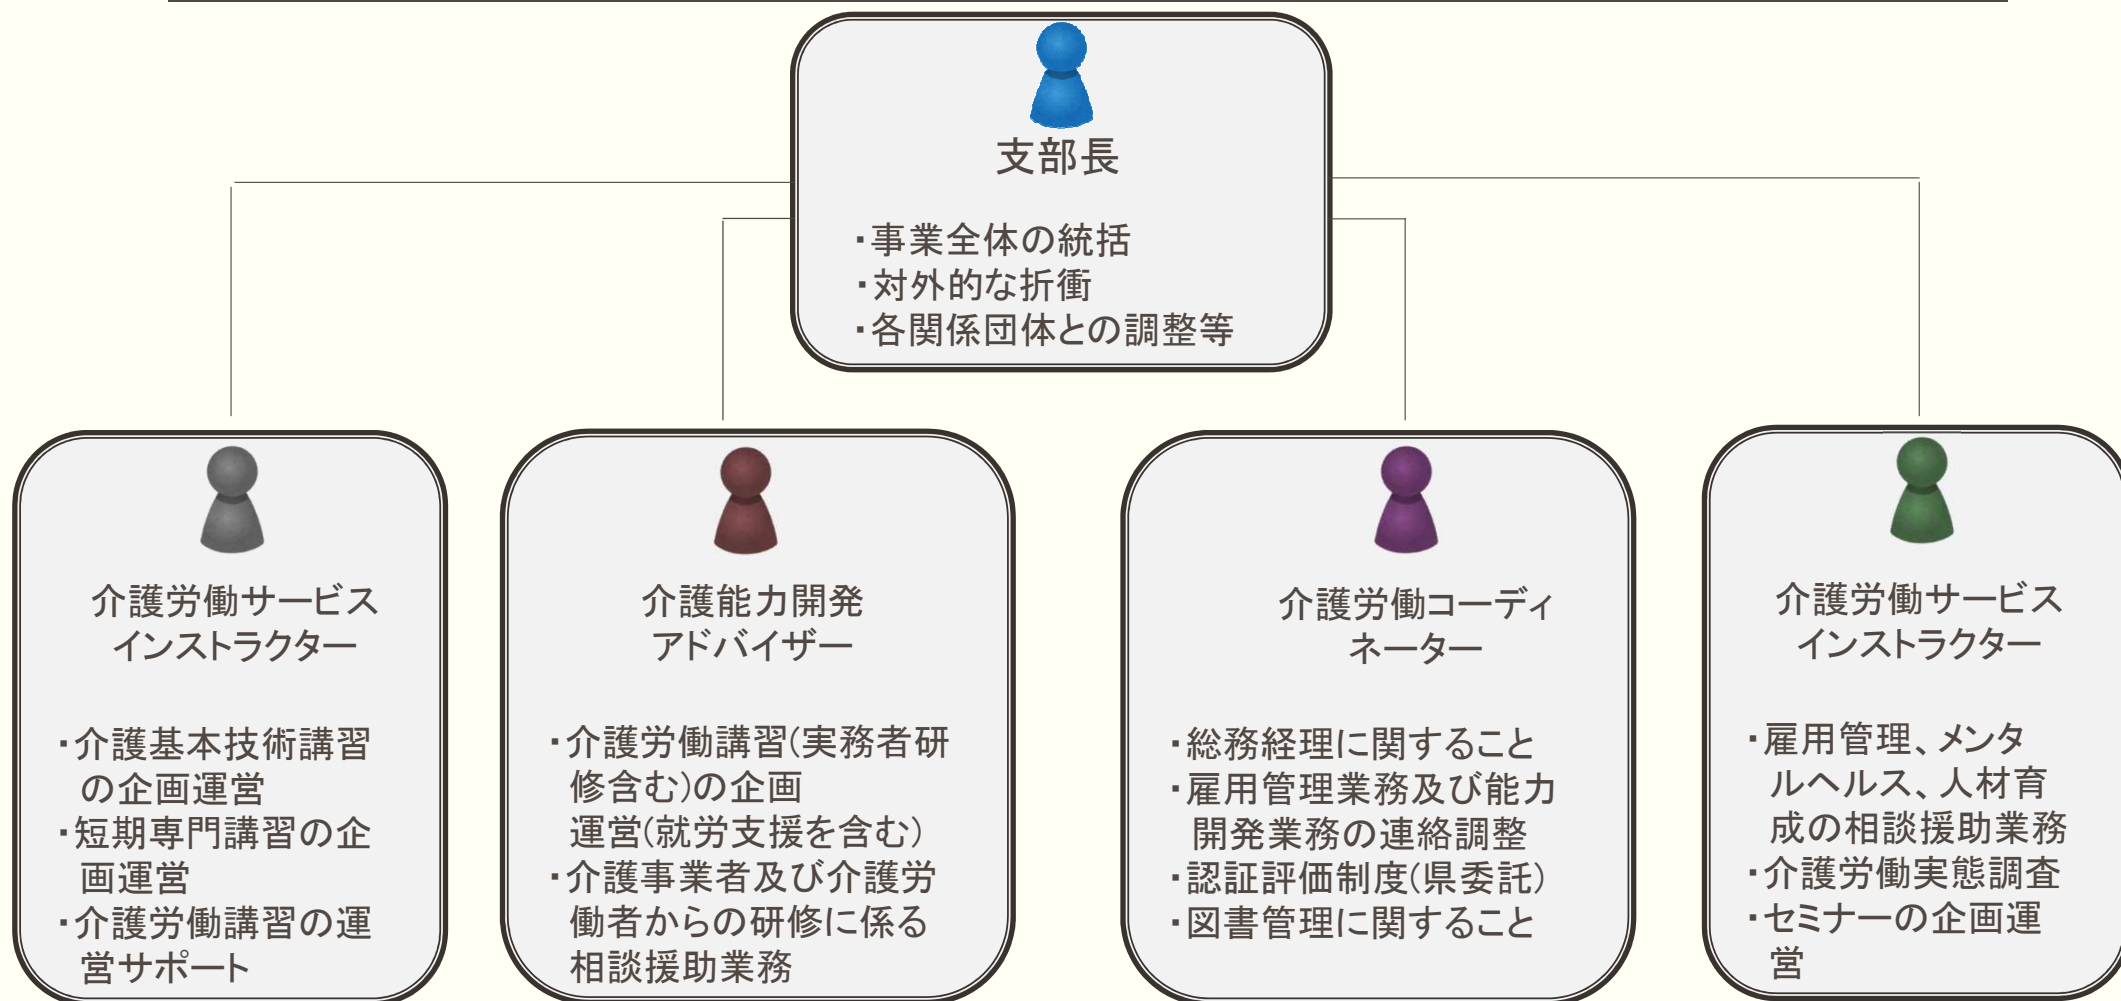 支部長
・事業全体の統括
・対外的な折衝
・各関係団体との調整等
介護労働サービス
インストラクター
・介護基本技術講習
の企画運営
・短期専門講習の企
画運営
・介護労働講習の運
営サポート
介護能力開発
アドバイザー
・介護労働講習(実務者研
修含む)の企画
運営(就労支援を含む)
・介護事業者及び介護労
働者からの研修に係る
相談援助業務
介護労働コーディ
ネーター
・総務経理に関すること
・雇用管理業務及び能力
開発業務の連絡調整
・認証評価制度(県委託)
・図書管理に関すること
介護労働サービス
インストラクター
・雇用管理、メンタ
ルヘルス、人材育
成の相談援助業務
・介護労働実態調査
・セミナーの企画運
営